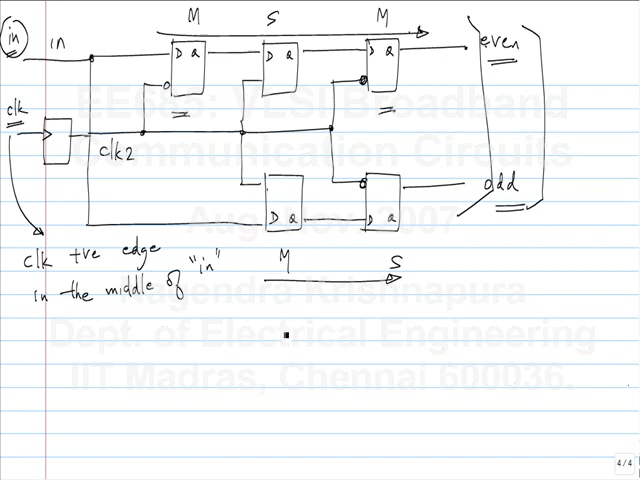 M S M
in in D Q D Q D Q even
clk
clk2
odd
D Q D Q
clk +ve edge
in the middle of "in"
M S
EE685: VLSI Broadband
Communication Circuits
Aug-Nov 2007
Nagendra Krishnapura
Dept. of Electrical Engineering
IIT Madras, Chennai 600036.
4/4